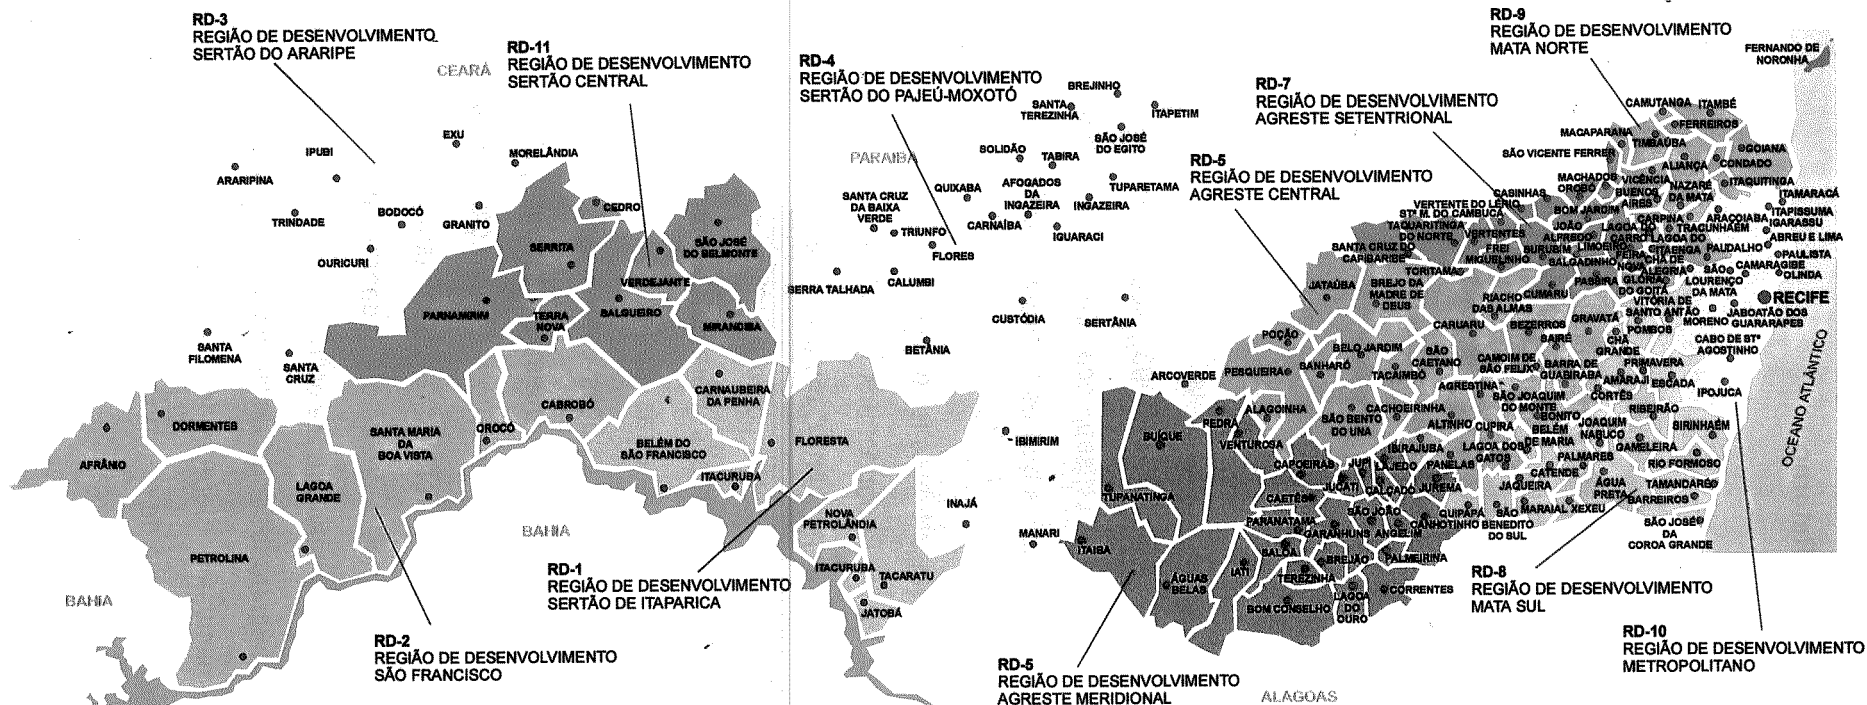 RD-3
REGIÃO DE DESENVOLVIMENTO
SERTÃO DO ARARIPE
RD-11
REGIÃO DE DESENVOLVIMENTO
SERTÃO CENTRAL
RD-4
REGIÃO DE DESENVOLVIMENTO
SERTÃO DO PAJEÚ-MOXOTÓ
RD-7
REGIÃO DE DESENVOLVIMENTO
AGRESTE SETENTRIONAL
RD-9
REGIÃO DE DESENVOLVIMENTO
MATA NORTE
RD-5
REGIÃO DE DESENVOLVIMENTO
AGRESTE CENTRAL
FERNANDO DE
NORONHA
CEARÁ
PARAIBA
EXU
IPUBI
MORELÂNDIA
ARARIPINA
TRINDADE
BODOCÓ
GRANITO
OURICURI
SANTA
FILOMENA
SANTA
CRUZ
CEDRO
SERRITA
SÃO JOSÉ
DO BELMONTE
VERDEJANTE
PARNAMIRIM
TERRA
NOVA
SALGUEIRO
MIRANDIBA
BREJINHO
SANTA
TEREZINHA
ITAPETIM
SÃO JOSÉ
DO EGITO
SOLIDÃO
TABIRA
TUPARETAMA
QUIXABA
AFOGADOS
DA
INGAZEIRA
INGAZEIRA
SANTA CRUZ
DA BAIXA
VERDE
CARNAÍBA
IGUARACI
TRIUNFO
FLORES
SERRA TALHADA
CALUMBI
CUSTÓDIA
SERTÂNIA
BETÂNIA
ARCOVERDE
IBIMIRIM
INAJÁ
MANARI
AFRÂNIO
DORMENTES
PETROLINA
LAGOA
GRANDE
SANTA MARIA
DA
BOA VISTA
OROCÓ
CABROBÓ
BELÉM DO
SÃO FRANCISCO
CARNAUBEIRA
DA PENHA
ITACURUBA
FLORESTA
NOVA
PETROLÂNDIA
ITACURUBA
TACARATU
JATOBÁ
BAHIA
BAHIA
RD-1
REGIÃO DE DESENVOLVIMENTO
SERTÃO DE ITAPARICA
RD-2
REGIÃO DE DESENVOLVIMENTO
SÃO FRANCISCO
CAMUTANGA
ITAMBÉ
MACAPARANA
FERREIROS
TIMBAÚBA
SÃO VICENTE FERRER
GOIANA
ALIANÇA
CONDADO
MACHADOS
OROBÓ
VICÊNCIA
ITAQUITINGA
CASINHAS
BUENOS
AIRES
NAZARÉ
DA MATA
ITAMARACÁ
VERTENTE DO LÉRIO
STª M. DO CAMBUCA
BOM JARDIM
CARPINA
ARAÇOIABA
ITAPISSUMA
IGARASSU
TAQUARITINGA
DO NORTE
VERTENTES
JOÃO
ALFREDO
LAGOA DO
CARRO
TRACUNHAÉM
ABREU E LIMA
SANTA CRUZ DO
CAPIBARIBE
FREI
MIGUELINHO
SURUBIM
LIMOEIRO
LAGOA DO
ITAENGA
PAUDALHO
PAULISTA
TORITAMA
SALGADINHO
FEIRA
NOVA
CHÃ DE
ALEGRIA
CAMARAGIBE
OLINDA
SÃO
LOURENÇO
DA MATA
JATAÚBA
BREJO DA
MADRE DE
DEUS
RIACHO
DAS ALMAS
CUMARU
PASSIRA
GLÓRIA
DO GOITÁ
RECIFE
VITÓRIA DE
SANTO ANTÃO
MORENO
JABOATÃO DOS
GUARARAPES
POÇÃO
CARUARU
BEZERROS
GRAVATÁ
POMBOS
BELO JARDIM
SAIRÉ
CHÃ
GRANDE
CABO DE STº
AGOSTINHO
PESQUEIRA
SANHARÓ
TACAIMBÓ
SÃO
CAETANO
CAMOIM DE
SÃO FELIX
BARRA DE
GUABIRABA
PRIMAVERA
AMARAJI
ESCADA
AGRESTINA
SÃO JOAQUIM
DO MONTE
CORTÊS
IPOJUCA
PEDRA
ALAGOINHA
CACHOEIRINHA
BONITO
RIBEIRÃO
VENTUROSA
SÃO BENTO
DO UNA
ALTINHO
CUPIRA
BELÉM
DE MARIA
JOAQUIM
NABUCO
SIRINHAÉM
BUÍQUE
IBIRAJUBA
LAGOA DOS
GATOS
GAMELEIRA
CAPOEIRAS
JUPI
LAJEDO
PANELAS
CATENDE
PALMARES
RIO FORMOSO
TUPANATINGA
CAETÉS
JUCATI
CALÇADO
JUREMA
JAQUEIRA
ÁGUA
PRETA
TAMANDARÉ
BARREIROS
PARANATAMA
GARANHUNS
SÃO JOÃO
ANGELIM
CANHOTINHO
QUIPAPÁ
SÃO
BENEDITO
DO SUL
MARAIAL
XEXEU
SÃO JOSÉ
DA
COROA GRANDE
ITAIBA
SALOÁ
BREJÃO
PALMEIRINA
ÁGUAS
BELAS
IATI
TEREZINHA
BOM CONSELHO
LAGOA
DO
OURO
CORRENTES
OCEANO ATLÂNTICO
RD-8
REGIÃO DE DESENVOLVIMENTO
MATA SUL
RD-10
REGIÃO DE DESENVOLVIMENTO
METROPOLITANO
RD-5
REGIÃO DE DESENVOLVIMENTO
AGRESTE MERIDIONAL
ALAGOAS